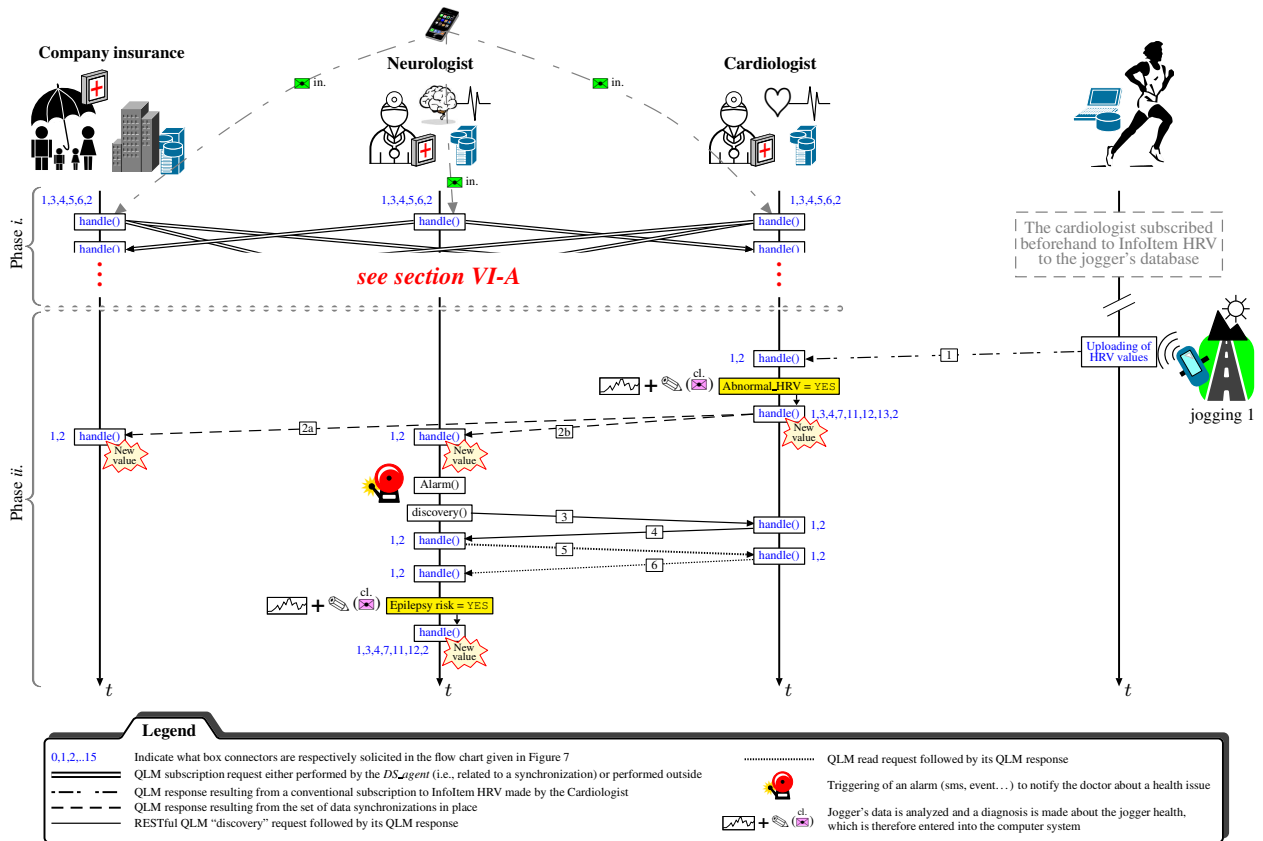 Company insurance
Neurologist
Cardiologist
in.
in.
in.
Phase i.
1,3,4,5,6,2
1,3,4,5,6,2
1,3,4,5,6,2
handle()
handle()
handle()
handle()
handle()
see section VI-A
The cardiologist subscribed
beforehand to InfoItem HRV
to the jogger's database
Phase ii.
Uploading of
HRV values
jogging 1
1
1,2
handle()
cl.
+ ( )
Abnormal_HRV = YES
handle()
1,3,4,7,11,12,13,2
New
value
2a
2b
1,2
handle()
New
value
1,2
handle()
New
value
Alarm()
discovery()
3
handle()
1,2
4
1,2
handle()
5
handle()
1,2
6
1,2
handle()
cl.
+ ( )
Epilepsy risk = YES
handle()
1,3,4,7,11,12,2
New
value
t
t
t
t
Legend
0,1,2,..15 Indicate what box connectors are respectively solicited in the flow chart given in Figure 7
QLM subscription request either performed by the DS_agent (i.e., related to a synchronization) or performed outside
QLM response resulting from a conventional subscription to InfoItem HRV made by the Cardiologist
QLM response resulting from the set of data synchronizations in place
RESTful QLM "discovery" request followed by its QLM response
QLM read request followed by its QLM response
Triggering of an alarm (sms, event...) to notify the doctor about a health issue
cl.
+ ( )
Jogger's data is analyzed and a diagnosis is made about the jogger health,
which is therefore entered into the computer system